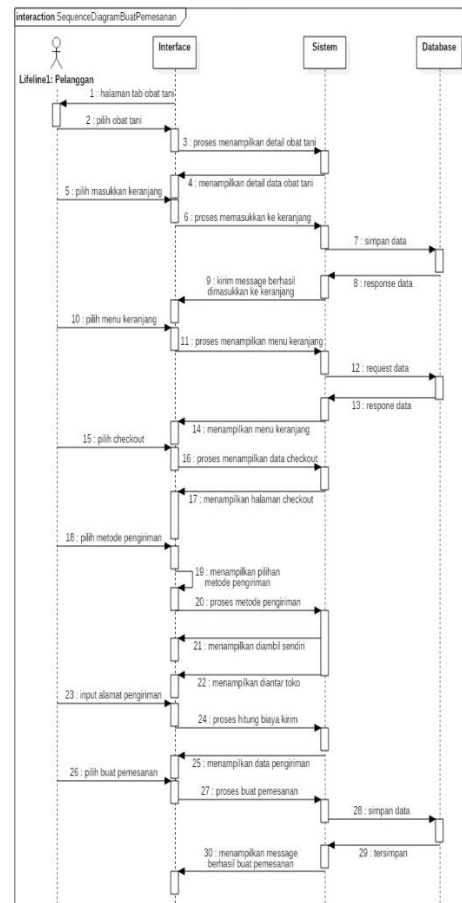 interaction SequenceDiagramBuatPemesanan
Interface
Sistem
Database
Lifeline1: Pelanggan
1 : halaman tab obat tani
2 : pilih obat tani
3 : proses menampilkan detail obat tani
4 : menampilkan detail data obat tani
5 : pilih masukkan keranjang
6 : proses memasukkan ke keranjang
7 : simpan data
8 : response data
9 : kirim message berhasil
dimasukkan ke keranjang
10 : pilih menu keranjang
11 : proses menampilkan menu keranjang
12 : request data
13 : respone data
14 : menampilkan menu keranjang
15 : pilih checkout
16 : proses menampilkan data checkout
17 : menampilkan halaman checkout
18 : pilih metode pengiriman
19 : menampilkan pilihan
metode pengiriman
20 : proses metode pengiriman
21 : menampilkan diambil sendiri
22 : menampilkan diantar toko
23 : input alamat pengiriman
24 : proses hitung biaya kirim
25 : menampilkan data pengiriman
26 : pilih buat pemesanan
27 : proses buat pemesanan
28 : simpan data
29 : tersimpan
30 : menampilkan message
berhasil buat pemesanan